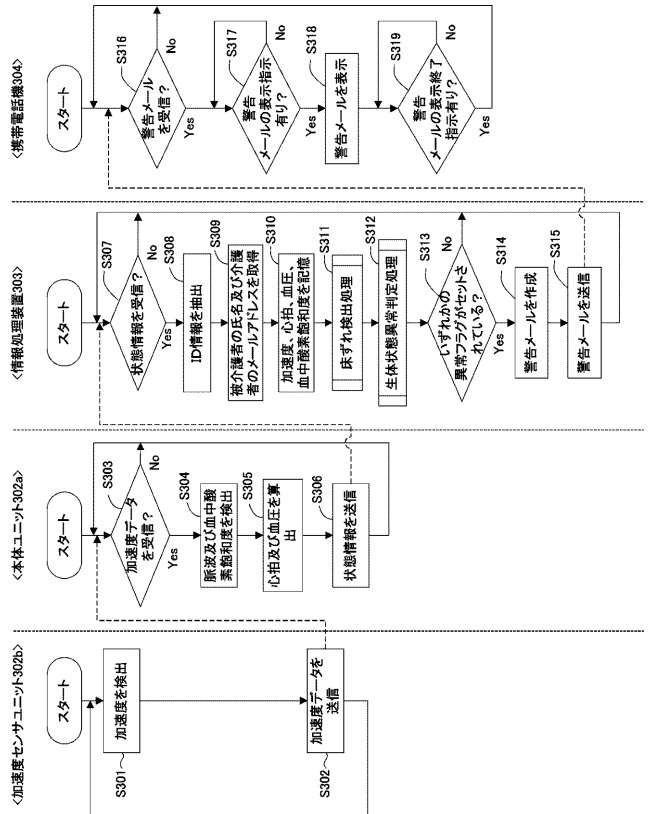 <加速度センサユニット302b>
スタート
加速度を検出
S301
加速度データを
送信
S302
<本体ユニット302a>
スタート
加速度データ
を受信？
S303
No
Yes
脈波及び血中酸
素飽和度を検出
S304
心拍及び血圧を算
出
S305
状態情報を送信
S306
<情報処理装置303>
スタート
状態情報を受信？
S307
No
Yes
ID情報を抽出
S308
被介護者の氏名及び介護
者のメールアドレスを取得
S309
加速度、心拍、血圧、
血中酸素飽和度を記憶
S310
床ずれ検出処理
S311
生体状態異常判定処理
S312
いずれかの
異常フラグがセットさ
れている？
S313
No
Yes
警告メールを作成
S314
警告メールを送信
S315
<携帯電話機304>
スタート
警告メール
を受信？
S316
No
Yes
警告
メールの表示指示
有り？
S317
No
Yes
警告メールを表示
S318
警告
メールの表示終了
指示有り？
S319
No
Yes